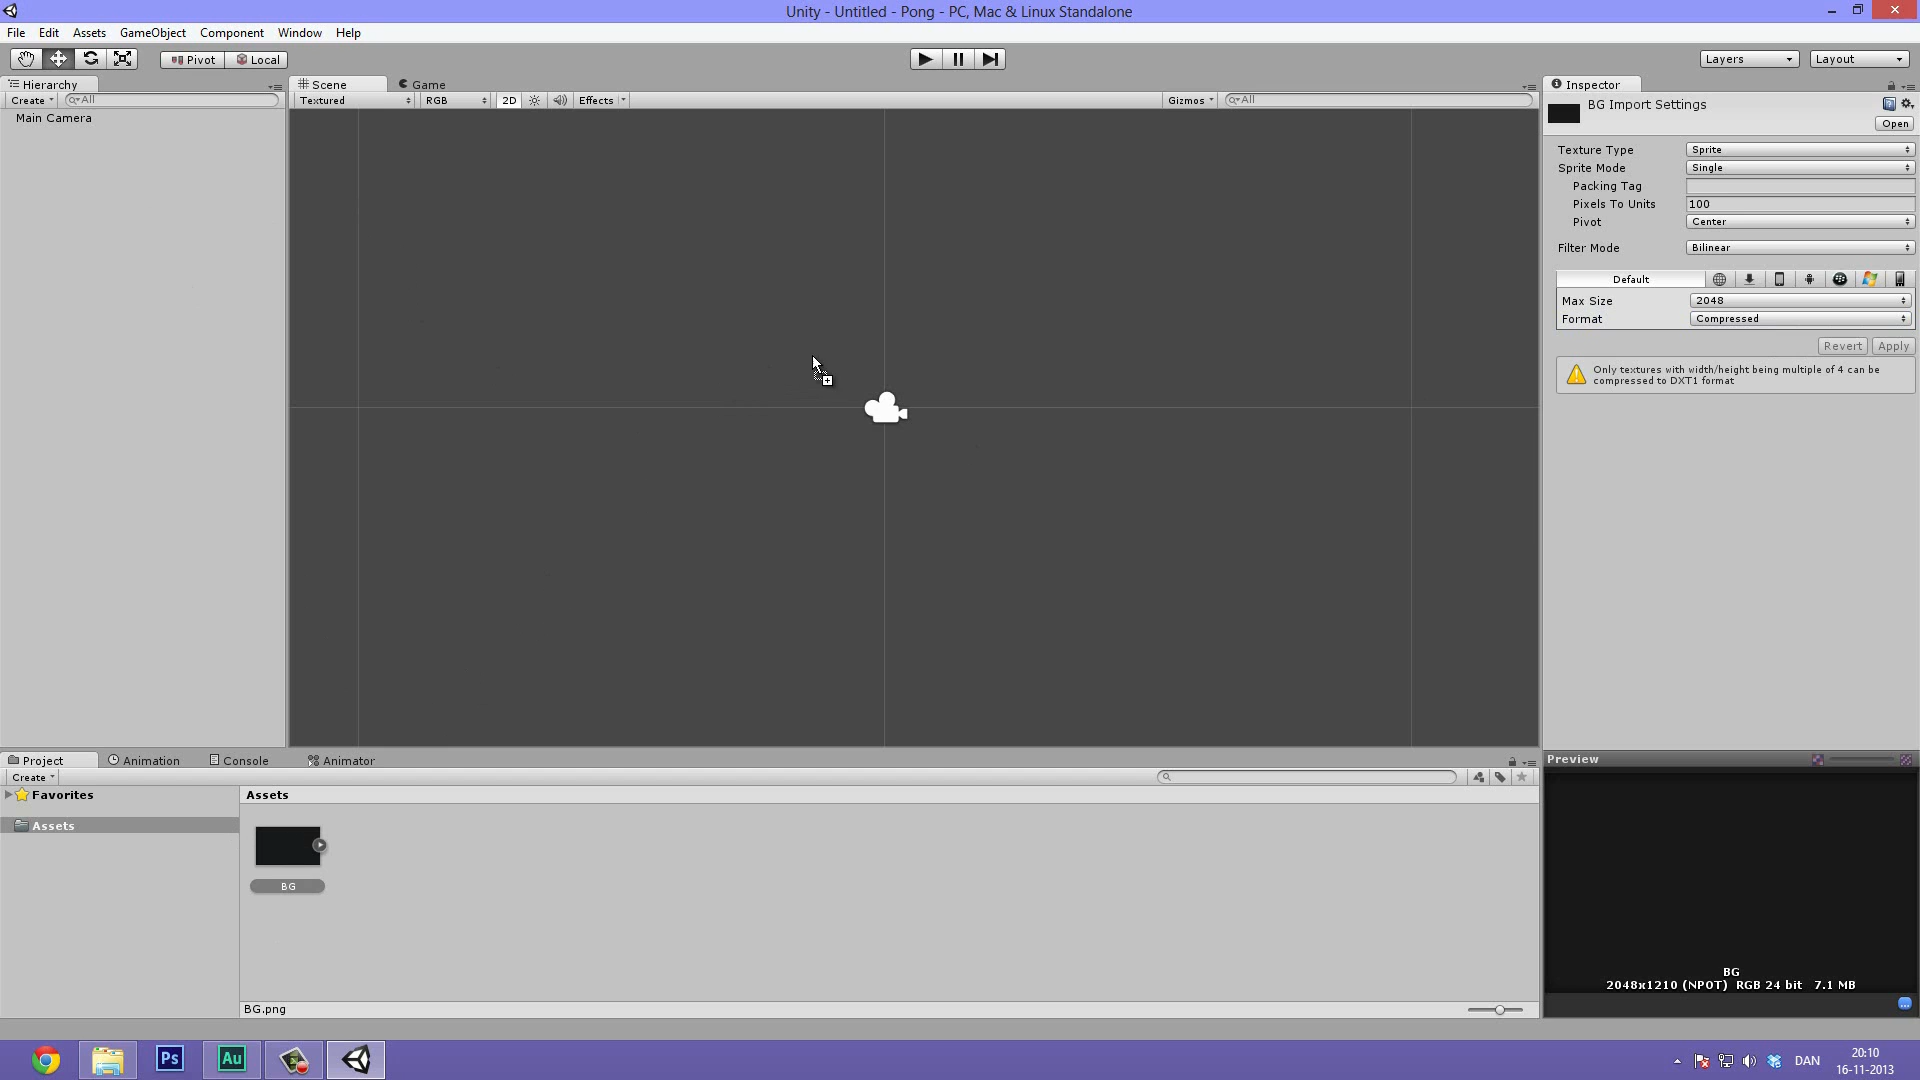 Unity - Untitled - Pong - PC, Mac & Linux Standalone
File Edit Assets GameObject Component Window Help
Pivot Local Layers Layout
Hierarchy Scene Game Inspector
Create All Textured RGB 2D Effects Gizmos All
BG Import Settings
Main Camera
Open
Texture Type Sprite
Sprite Mode Single
Packing Tag
Pixels To Units 100
Pivot Center
Filter Mode Bilinear
Default
Max Size 2048
Format Compressed
Revert Apply
Only textures with width/height being multiple of 4 can be
compressed to DXT1 format
Project Animation Console Animator Preview
Create
Favorites Assets
Assets
BG
BG
2048x1210 (NPOT) RGB 24 bit 7.1 MB
BG.png
Ps Au DAN 20:10
16-11-2013